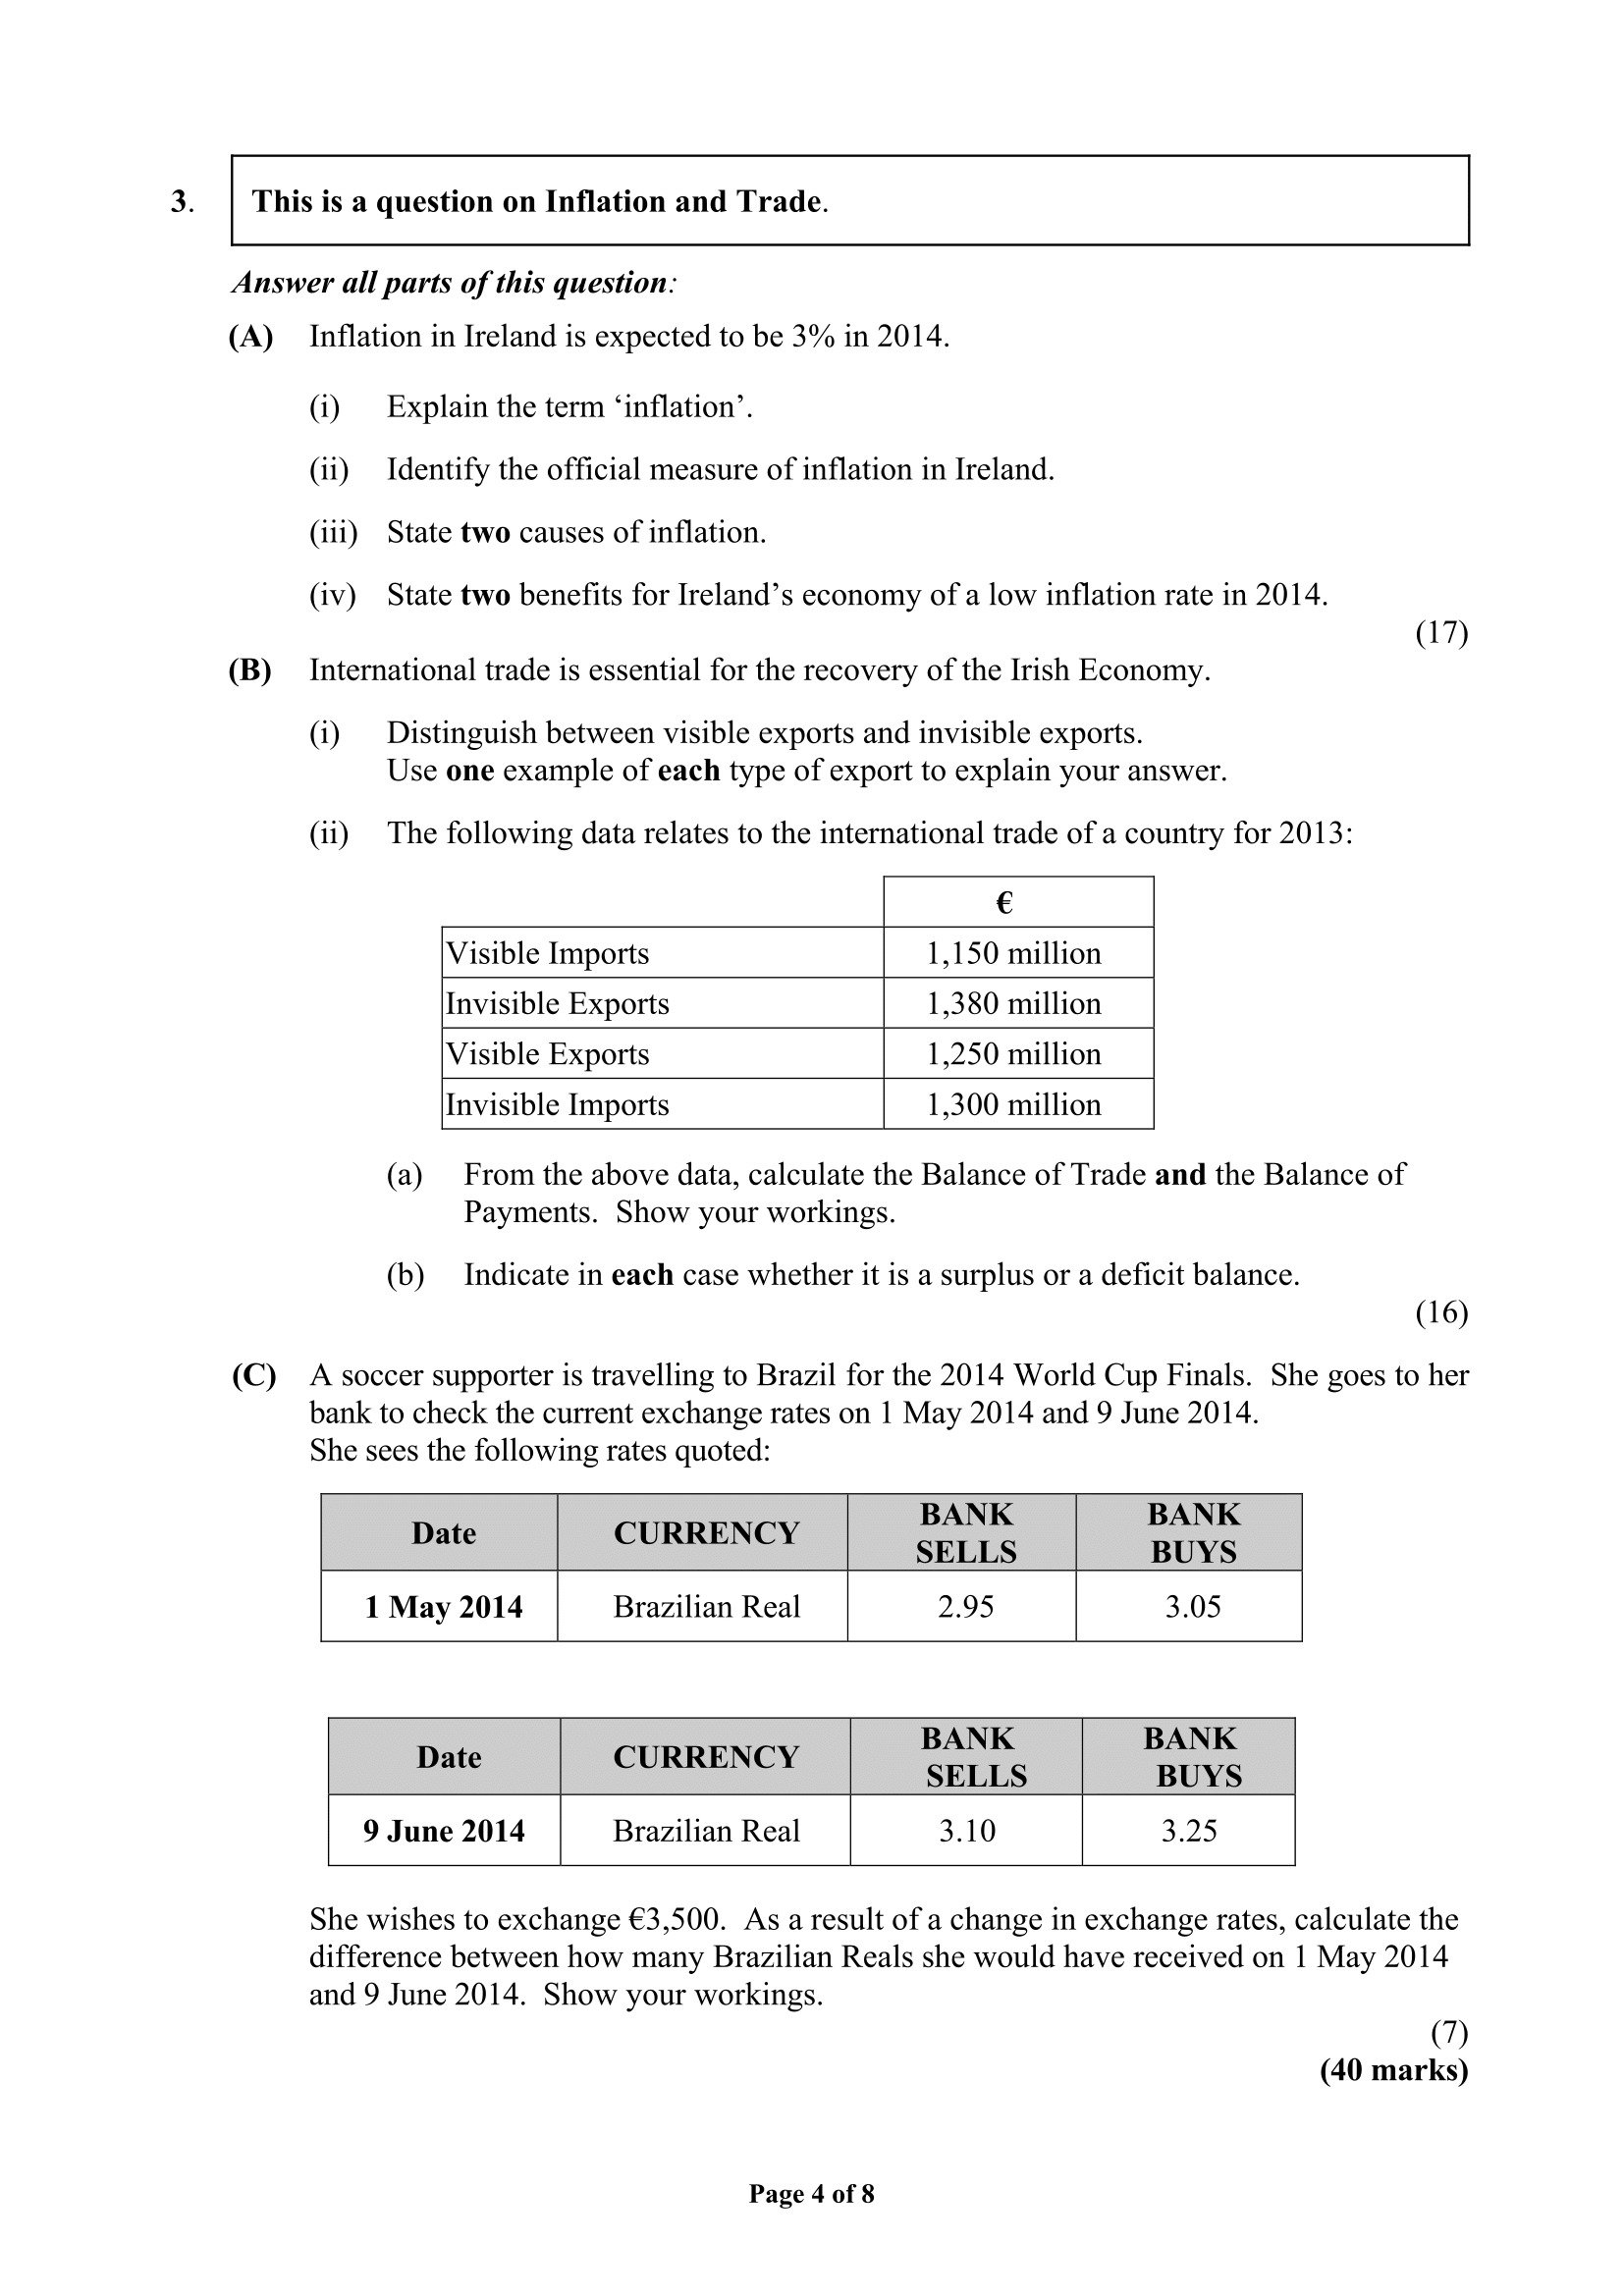 3.
This is a question on Inflation and Trade.
Answer all parts of this question:
(A) Inflation in Ireland is expected to be 3% in 2014.
(i) Explain the term ‘inflation’.
(ii) Identify the official measure of inflation in Ireland.
(iii) State two causes of inflation.
(iv) State two benefits for Ireland’s economy of a low inflation rate in 2014.
(17)
(B) International trade is essential for the recovery of the Irish Economy.
(i) Distinguish between visible exports and invisible exports.
Use one example of each type of export to explain your answer.
(ii) The following data relates to the international trade of a country for 2013:
€
Visible Imports 1,150 million
Invisible Exports 1,380 million
Visible Exports 1,250 million
Invisible Imports 1,300 million
(a) From the above data, calculate the Balance of Trade and the Balance of
Payments. Show your workings.
(b) Indicate in each case whether it is a surplus or a deficit balance.
(16)
(C) A soccer supporter is travelling to Brazil for the 2014 World Cup Finals. She goes to her
bank to check the current exchange rates on 1 May 2014 and 9 June 2014.
She sees the following rates quoted:
Date CURRENCY BANK SELLS BANK BUYS
1 May 2014 Brazilian Real 2.95 3.05
Date CURRENCY BANK SELLS BANK BUYS
9 June 2014 Brazilian Real 3.10 3.25
She wishes to exchange €3,500. As a result of a change in exchange rates, calculate the
difference between how many Brazilian Reals she would have received on 1 May 2014
and 9 June 2014. Show your workings.
(7)
(40 marks)
Page 4 of 8